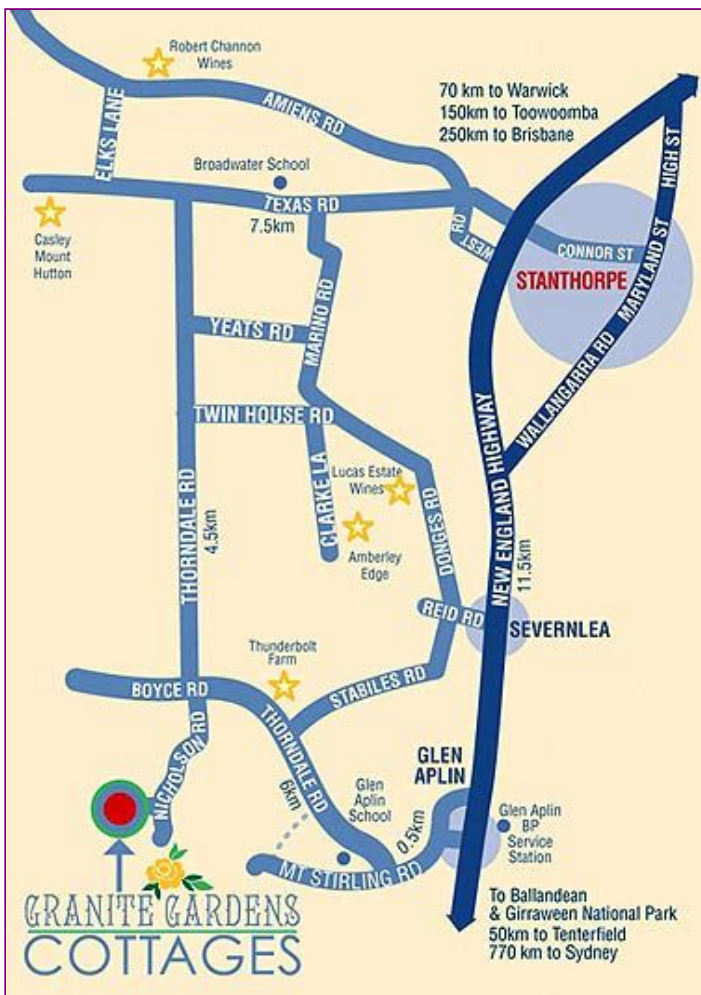 Robert Channon
Wines
70 km to Warwick
150km to Toowoomba
250km to Brisbane
ELKS LANE
AMIENS RD
HIGH ST
Broadwater School
TEXAS RD
7.5km
WEST RD
CONNOR ST
MARYLAND ST
STANTHORPE
Casley
Mount
Hutton
MARINO RD
YEATS RD
WALLANGARRA RD
TWIN HOUSE RD
NEW ENGLAND HIGHWAY
11.5km
THORNDALE RD
4.5km
CLARKE LA
Lucas Estate
Wines
DONGES RD
Amberley
Edge
REID RD
SEVERNLEA
Thunderbolt
Farm
BOYCE RD
STABILES RD
THORNDALE RD
6km
NICHOLSON RD
GLEN
APLIN
Glen
Aplin
School
0.5km
Glen Aplin
BP
Service
Station
MT STIRLING RD
GRANITE GARDENS
COTTAGES
To Ballandean
& Girraween National Park
50km to Tenterfield
770 km to Sydney